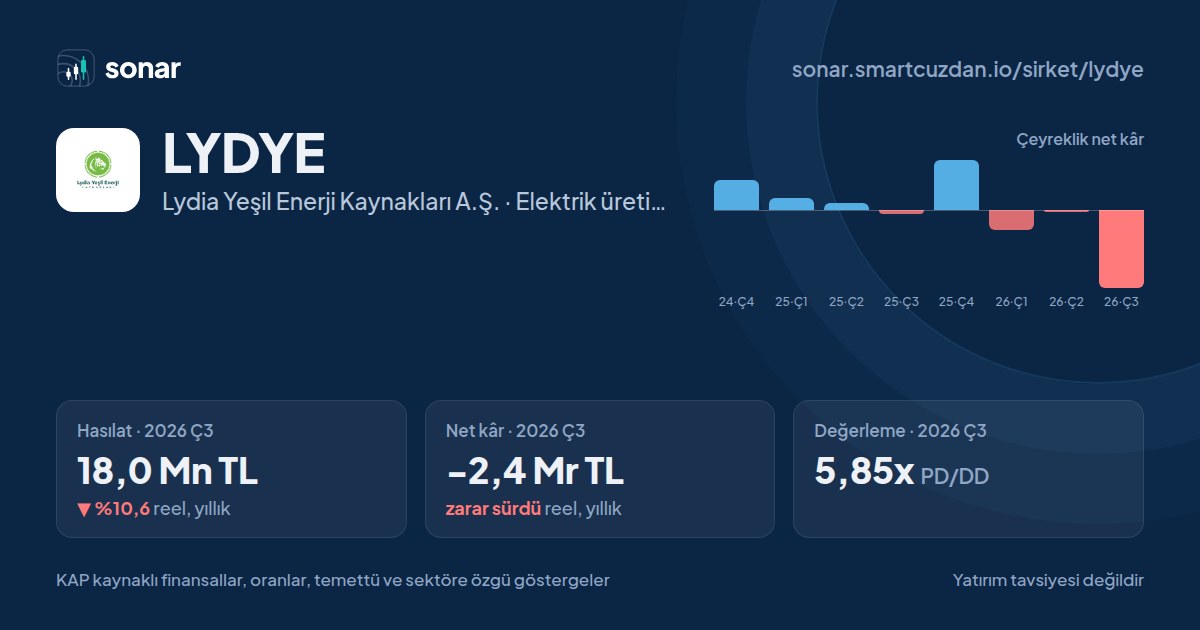 sonar
sonar.smartcuzdan.io/sirket/lydye
Lydia Yeşil Enerji
LYDYE
Lydia Yeşil Enerji Kaynakları A.Ş. · Elektrik üreti...
Çeyreklik net kâr
24·Ç4 25·Ç1 25·Ç2 25·Ç3 25·Ç4 26·Ç1 26·Ç2 26·Ç3
Hasılat · 2026 Ç3
18,0 Mn TL
▼ %10,6 reel, yıllık
Net kâr · 2026 Ç3
−2,4 Mr TL
zarar sürdü reel, yıllık
Değerleme · 2026 Ç3
5,85x PD/DD
KAP kaynaklı finansallar, oranlar, temettü ve sektöre özgü göstergeler
Yatırım tavsiyesi değildir